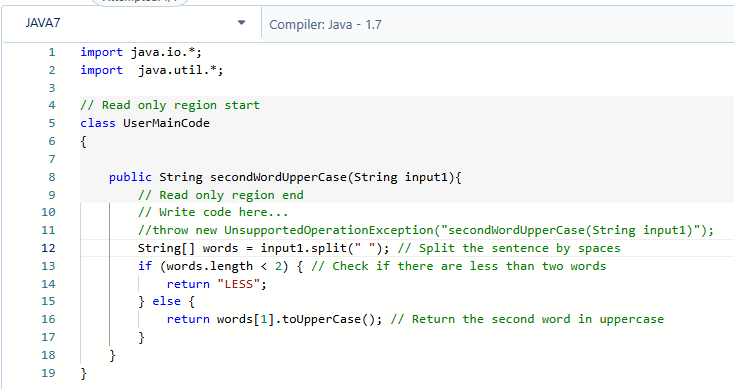 Attempted: 1/1
JAVA7
Compiler: Java - 1.7
1 import java.io.*;
2 import  java.util.*;
3
4 // Read only region start
5 class UserMainCode
6 {
7
8     public String secondWordUpperCase(String input1){
9         // Read only region end
10         // Write code here...
11         //throw new UnsupportedOperationException("secondWordUpperCase(String input1)");
12         String[] words = input1.split(" "); // Split the sentence by spaces
13         if (words.length < 2) { // Check if there are less than two words
14             return "LESS";
15         } else {
16             return words[1].toUpperCase(); // Return the second word in uppercase
17         }
18     }
19 }